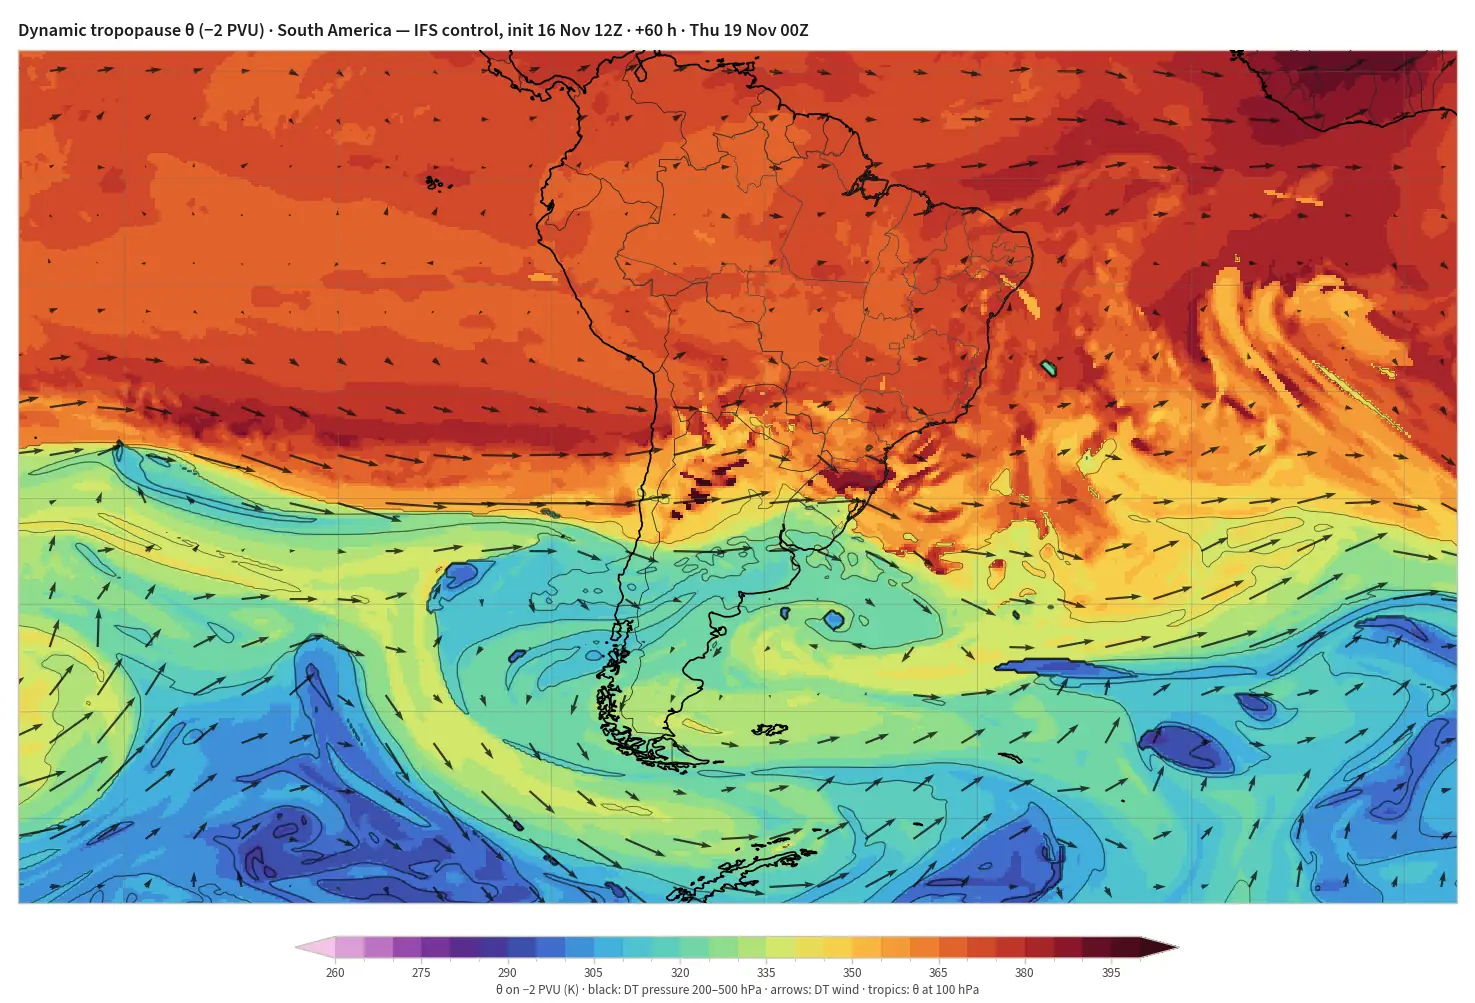 Dynamic tropopause θ (−2 PVU) · South America — IFS control, init 16 Nov 12Z · +60 h · Thu 19 Nov 00Z
260 275 290 305 320 335 350 365 380 395
θ on −2 PVU (K) · black: DT pressure 200–500 hPa · arrows: DT wind · tropics: θ at 100 hPa